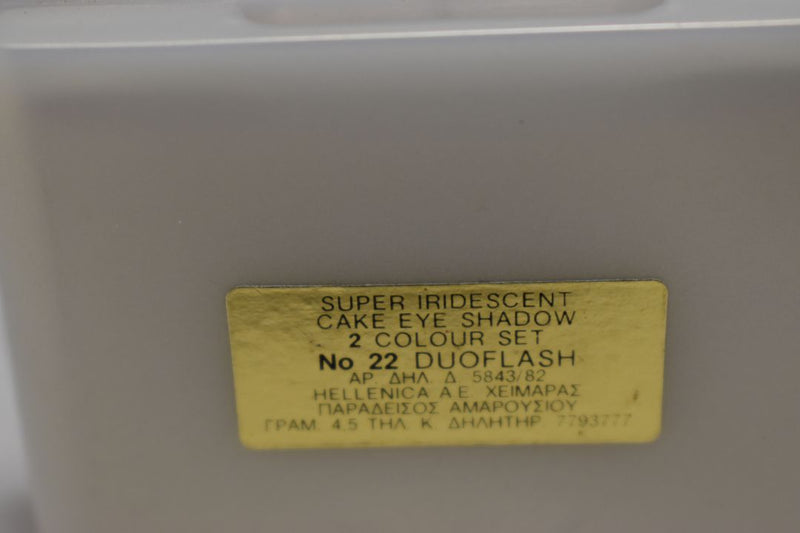 SUPER IRIDESCENT
CAKE EYE SHADOW
2 COLOUR SET
No 22 DUOFLASH
ΑΡ. ΔΗΛ. Δ. 5843/82
HELLENICA Α.Ε. ΧΕΙΜΑΡΑΣ
ΠΑΡΑΔΕΙΣΟΣ ΑΜΑΡΟΥΣΙΟΥ
ΓΡΑΜ. 4.5 ΤΗΛ. Κ. ΔΗΛΗΤΗΡ. 7793777